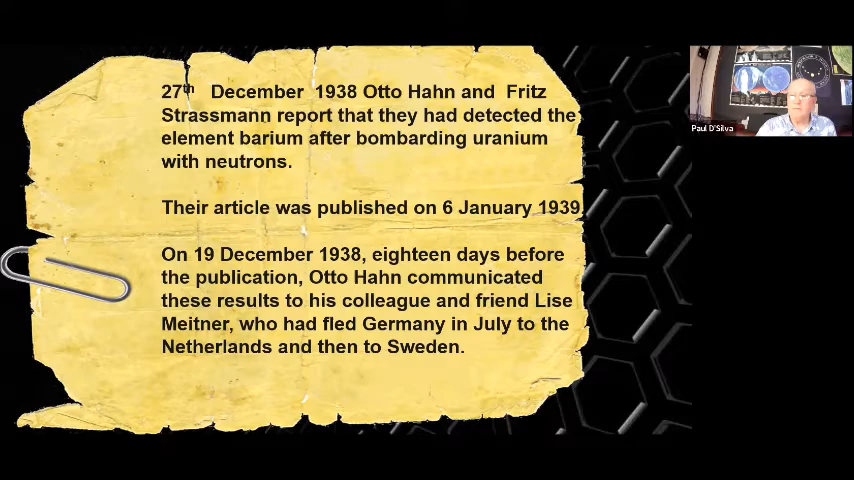 27th December 1938 Otto Hahn and Fritz
Strassmann report that they had detected the
element barium after bombarding uranium
with neutrons.
Their article was published on 6 January 1939
On 19 December 1938, eighteen days before
the publication, Otto Hahn communicated
these results to his colleague and friend Lise
Meitner, who had fled Germany in July to the
Netherlands and then to Sweden.
Paul D'Silva